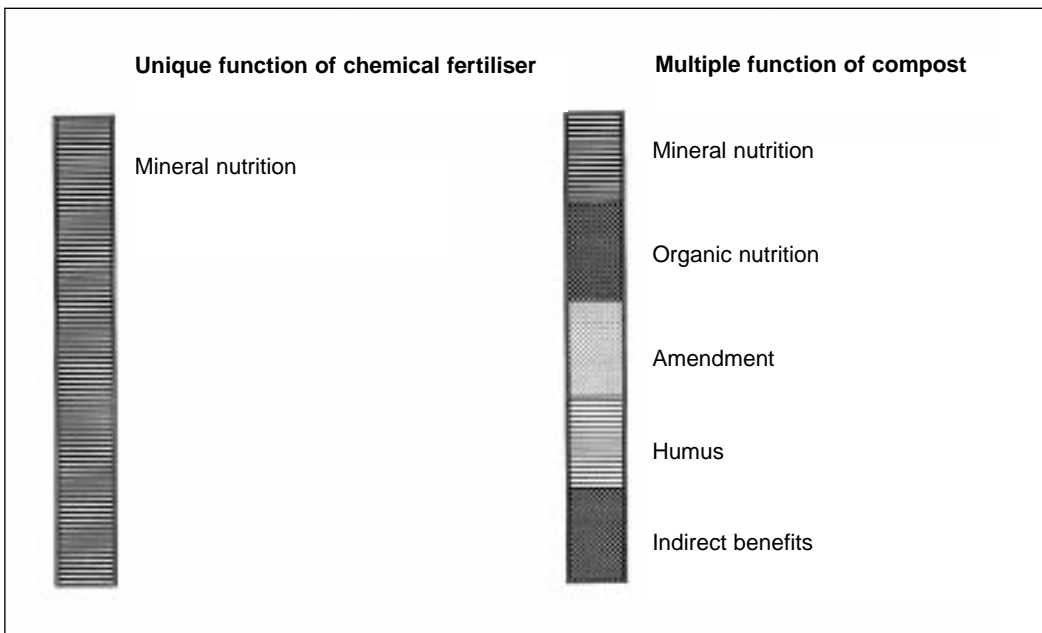 Unique function of chemical fertiliser
Mineral nutrition
Multiple function of compost
Mineral nutrition
Organic nutrition
Amendment
Humus
Indirect benefits